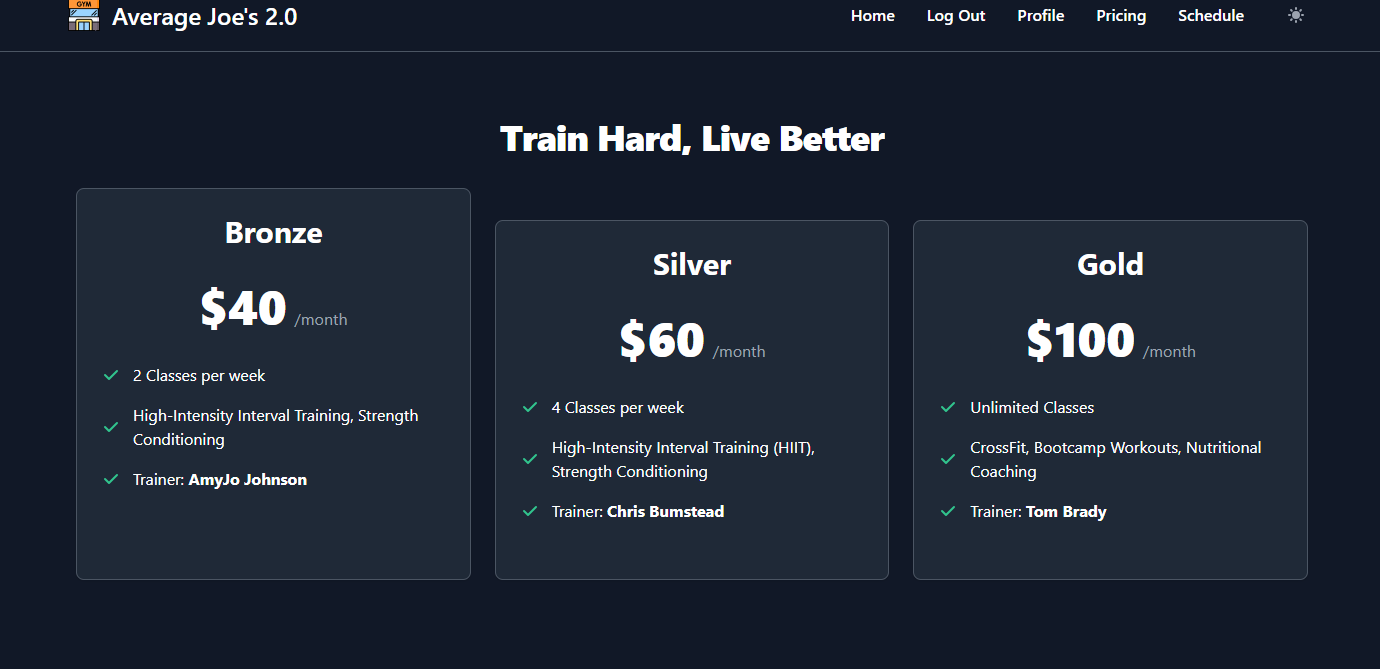 GYM
Average Joe's 2.0
Home
Log Out
Profile
Pricing
Schedule
Train Hard, Live Better
Bronze
$40 /month
2 Classes per week
High-Intensity Interval Training, Strength
Conditioning
Trainer: AmyJo Johnson
Silver
$60 /month
4 Classes per week
High-Intensity Interval Training (HIIT),
Strength Conditioning
Trainer: Chris Bumstead
Gold
$100 /month
Unlimited Classes
CrossFit, Bootcamp Workouts, Nutritional
Coaching
Trainer: Tom Brady